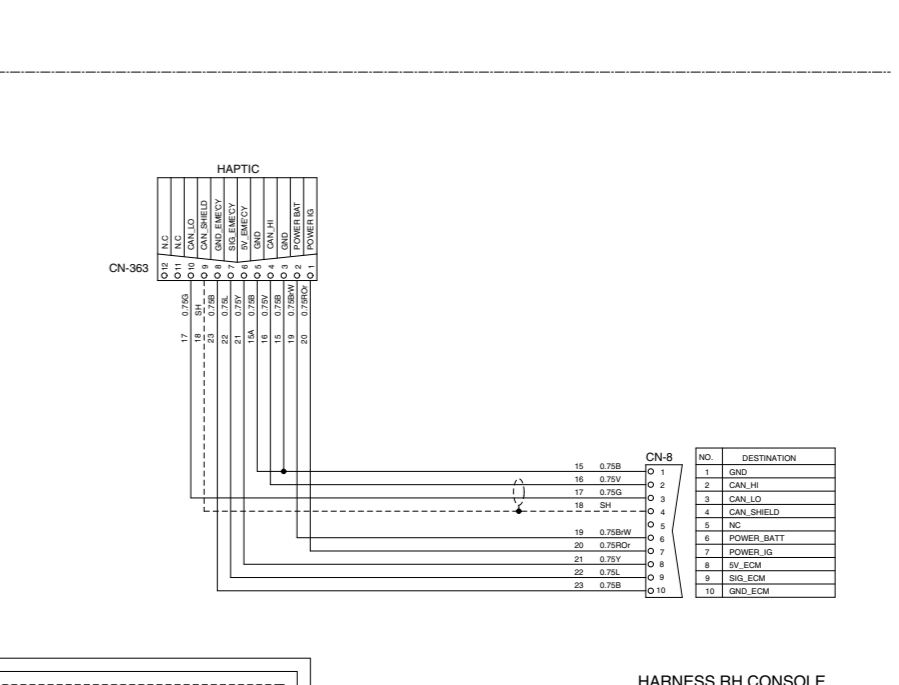 HAPTIC
N.C
N.C
CAN_LO
CAN_SHIELD
GND_EME'CY
SIG_EME'CY
5V_EME'CY
GND
CAN_HI
GND
POWER BAT
POWER IG
CN-363
12 11 10 9 8 7 6 5 4 3 2 1
0.75G SH 0.75B 0.75L 0.75Y 0.75B 0.75V 0.75B 0.75BrW 0.75ROr
17 18 23 22 21 15A 16 15 19 20
CN-8
15 0.75B 1
16 0.75V 2
17 0.75G 3
18 SH 4
5
19 0.75BrW 6
20 0.75ROr 7
21 0.75Y 8
22 0.75L 9
23 0.75B 10
NO. DESTINATION
1 GND
2 CAN_HI
3 CAN_LO
4 CAN_SHIELD
5 NC
6 POWER_BATT
7 POWER_IG
8 5V_ECM
9 SIG_ECM
10 GND_ECM
HARNESS RH CONSOLE